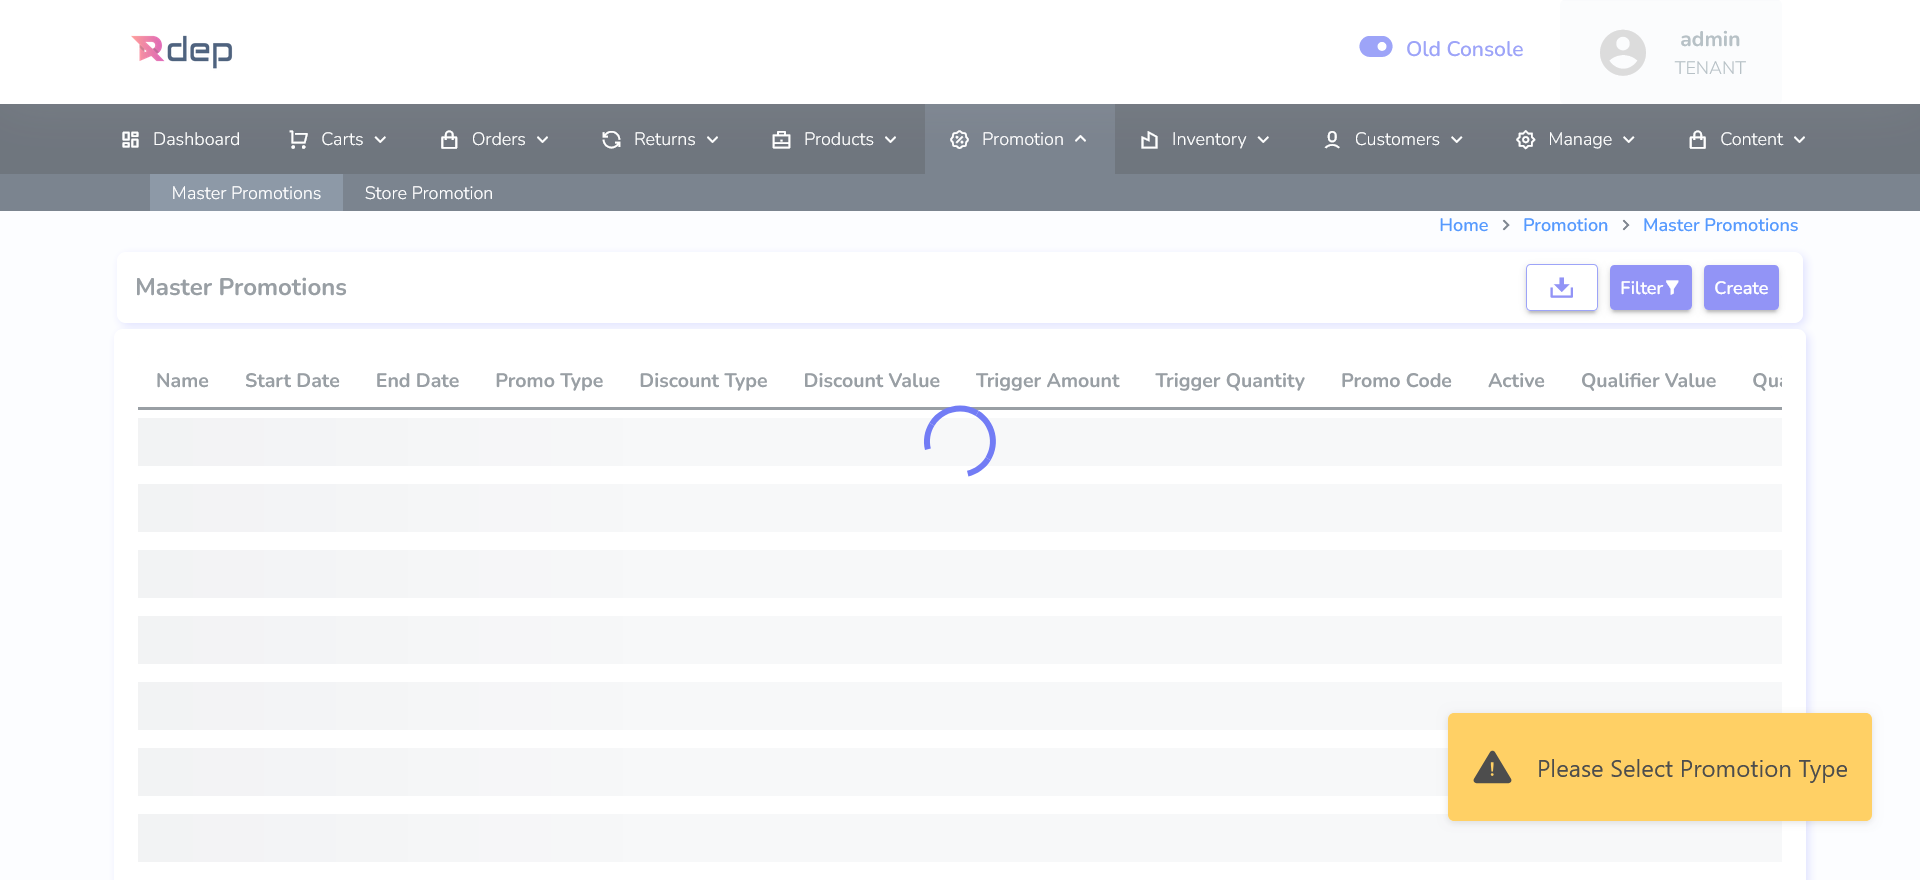 Rdep
Old Console
admin
TENANT
Dashboard
Carts
Orders
Returns
Products
Promotion
Inventory
Customers
Manage
Content
Master Promotions
Store Promotion
Home
Promotion
Master Promotions
Master Promotions
Filter
Create
Name
Start Date
End Date
Promo Type
Discount Type
Discount Value
Trigger Amount
Trigger Quantity
Promo Code
Active
Qualifier Value
Please Select Promotion Type